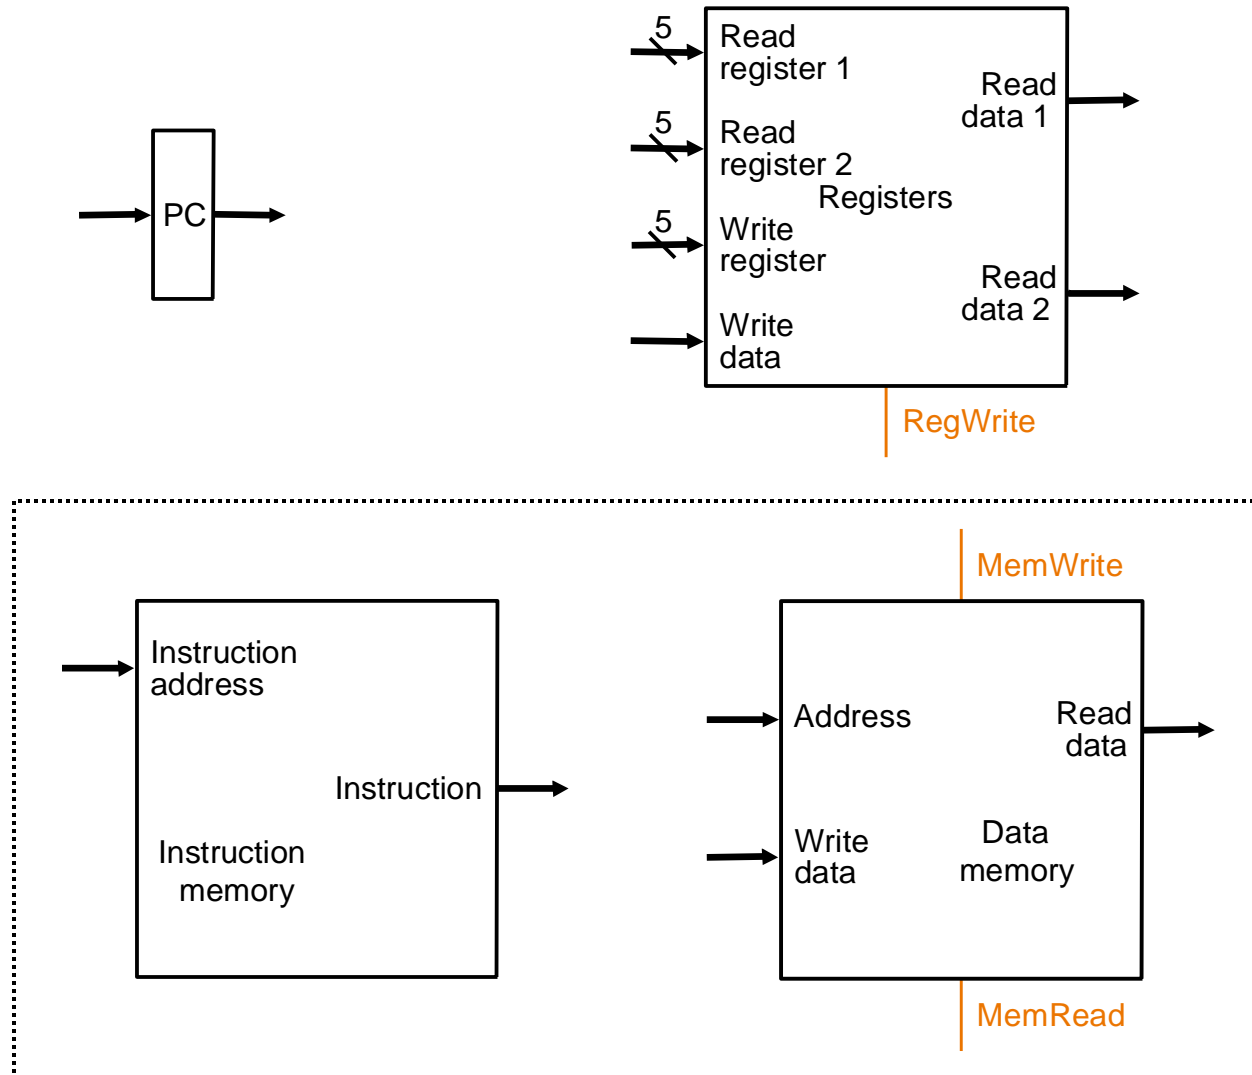 5
Read
register 1
Read
data 1
5
Read
register 2
Registers
PC
5
Write
register
Read
data 2
Write
data
RegWrite
MemWrite
Instruction
address
Address
Read
data
Instruction
Write
data
Data
memory
Instruction
memory
MemRead